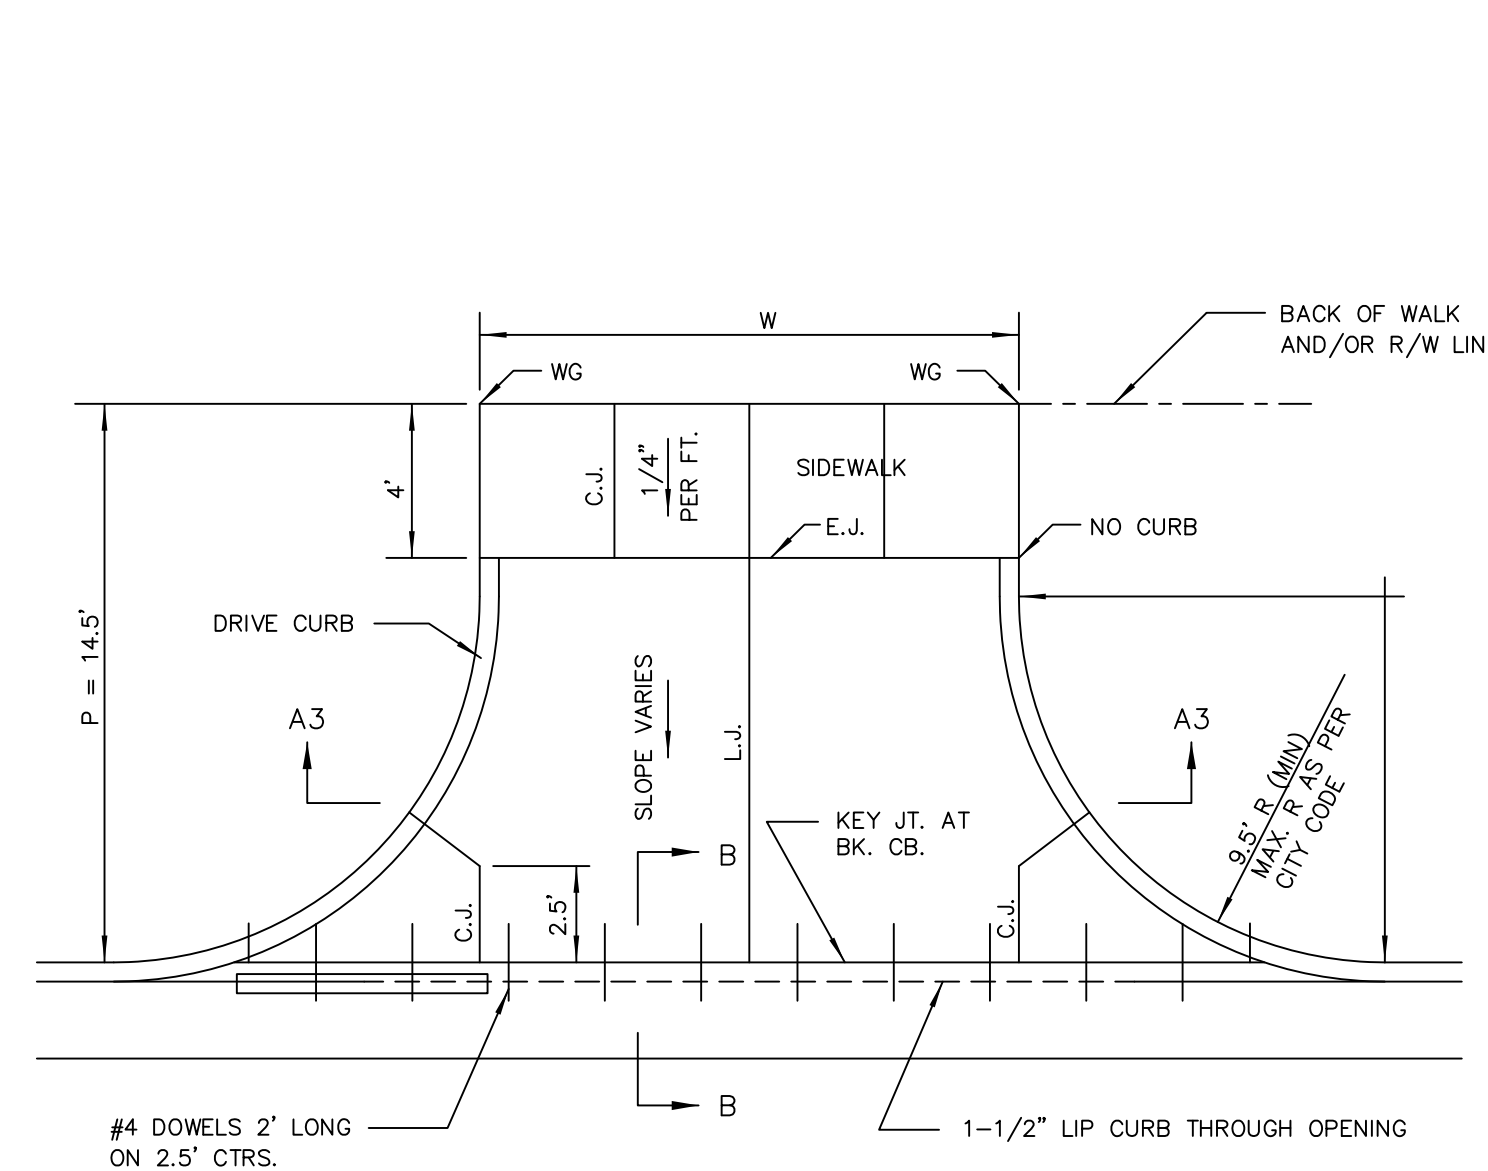 W
BACK OF WALK
AND/OR R/W LIN
WG
WG
4'
C.J.
1/4"
PER FT.
SIDEWALK
E.J.
NO CURB
P = 14.5'
DRIVE CURB
SLOPE VARIES
L.J.
A3
A3
9.5' R (MIN)
MAX. R AS PER
CITY CODE
KEY JT. AT
BK. CB.
B
C.J.
2.5'
C.J.
B
#4 DOWELS 2' LONG
ON 2.5' CTRS.
1-1/2" LIP CURB THROUGH OPENING